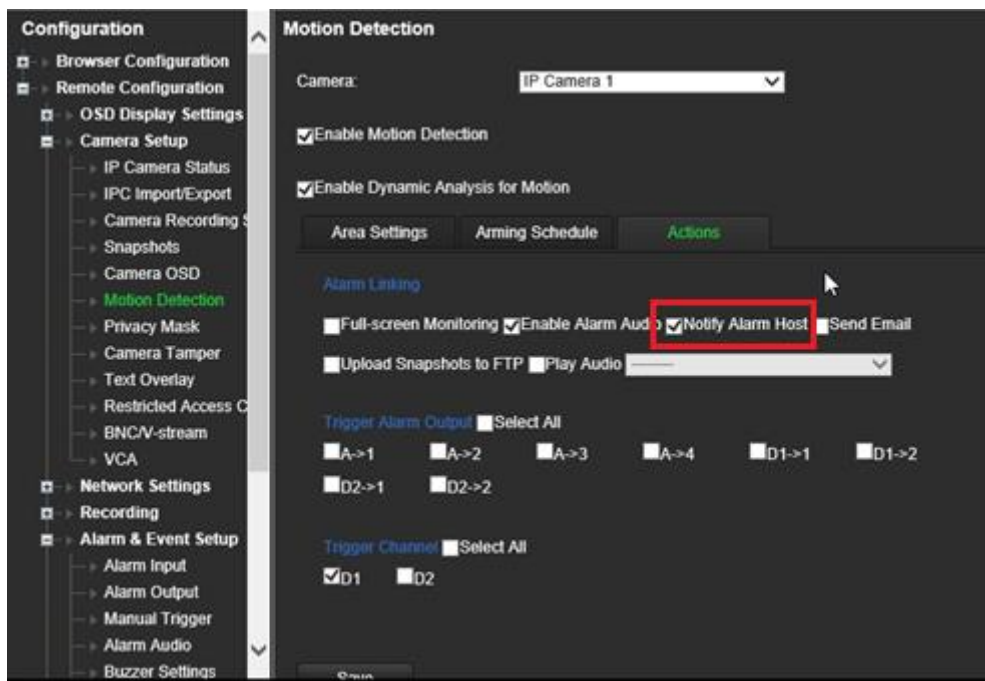 Configuration
Browser Configuration
Remote Configuration
OSD Display Settings
Camera Setup
IP Camera Status
IPC Import/Export
Camera Recording S
Snapshots
Camera OSD
Motion Detection
Privacy Mask
Camera Tamper
Text Overlay
Restricted Access C
BNC/V-stream
VCA
Network Settings
Recording
Alarm & Event Setup
Alarm Input
Alarm Output
Manual Trigger
Alarm Audio
Buzzer Settings
Motion Detection
Camera: IP Camera 1
Enable Motion Detection
Enable Dynamic Analysis for Motion
Area Settings Arming Schedule Actions
Alarm Linking
Full-screen Monitoring Enable Alarm Audio Notify Alarm Host Send Email
Upload Snapshots to FTP Play Audio
Trigger Alarm Output Select All
A->1 A->2 A->3 A->4 D1->1 D1->2
D2->1 D2->2
Trigger Channel Select All
D1 D2
Save